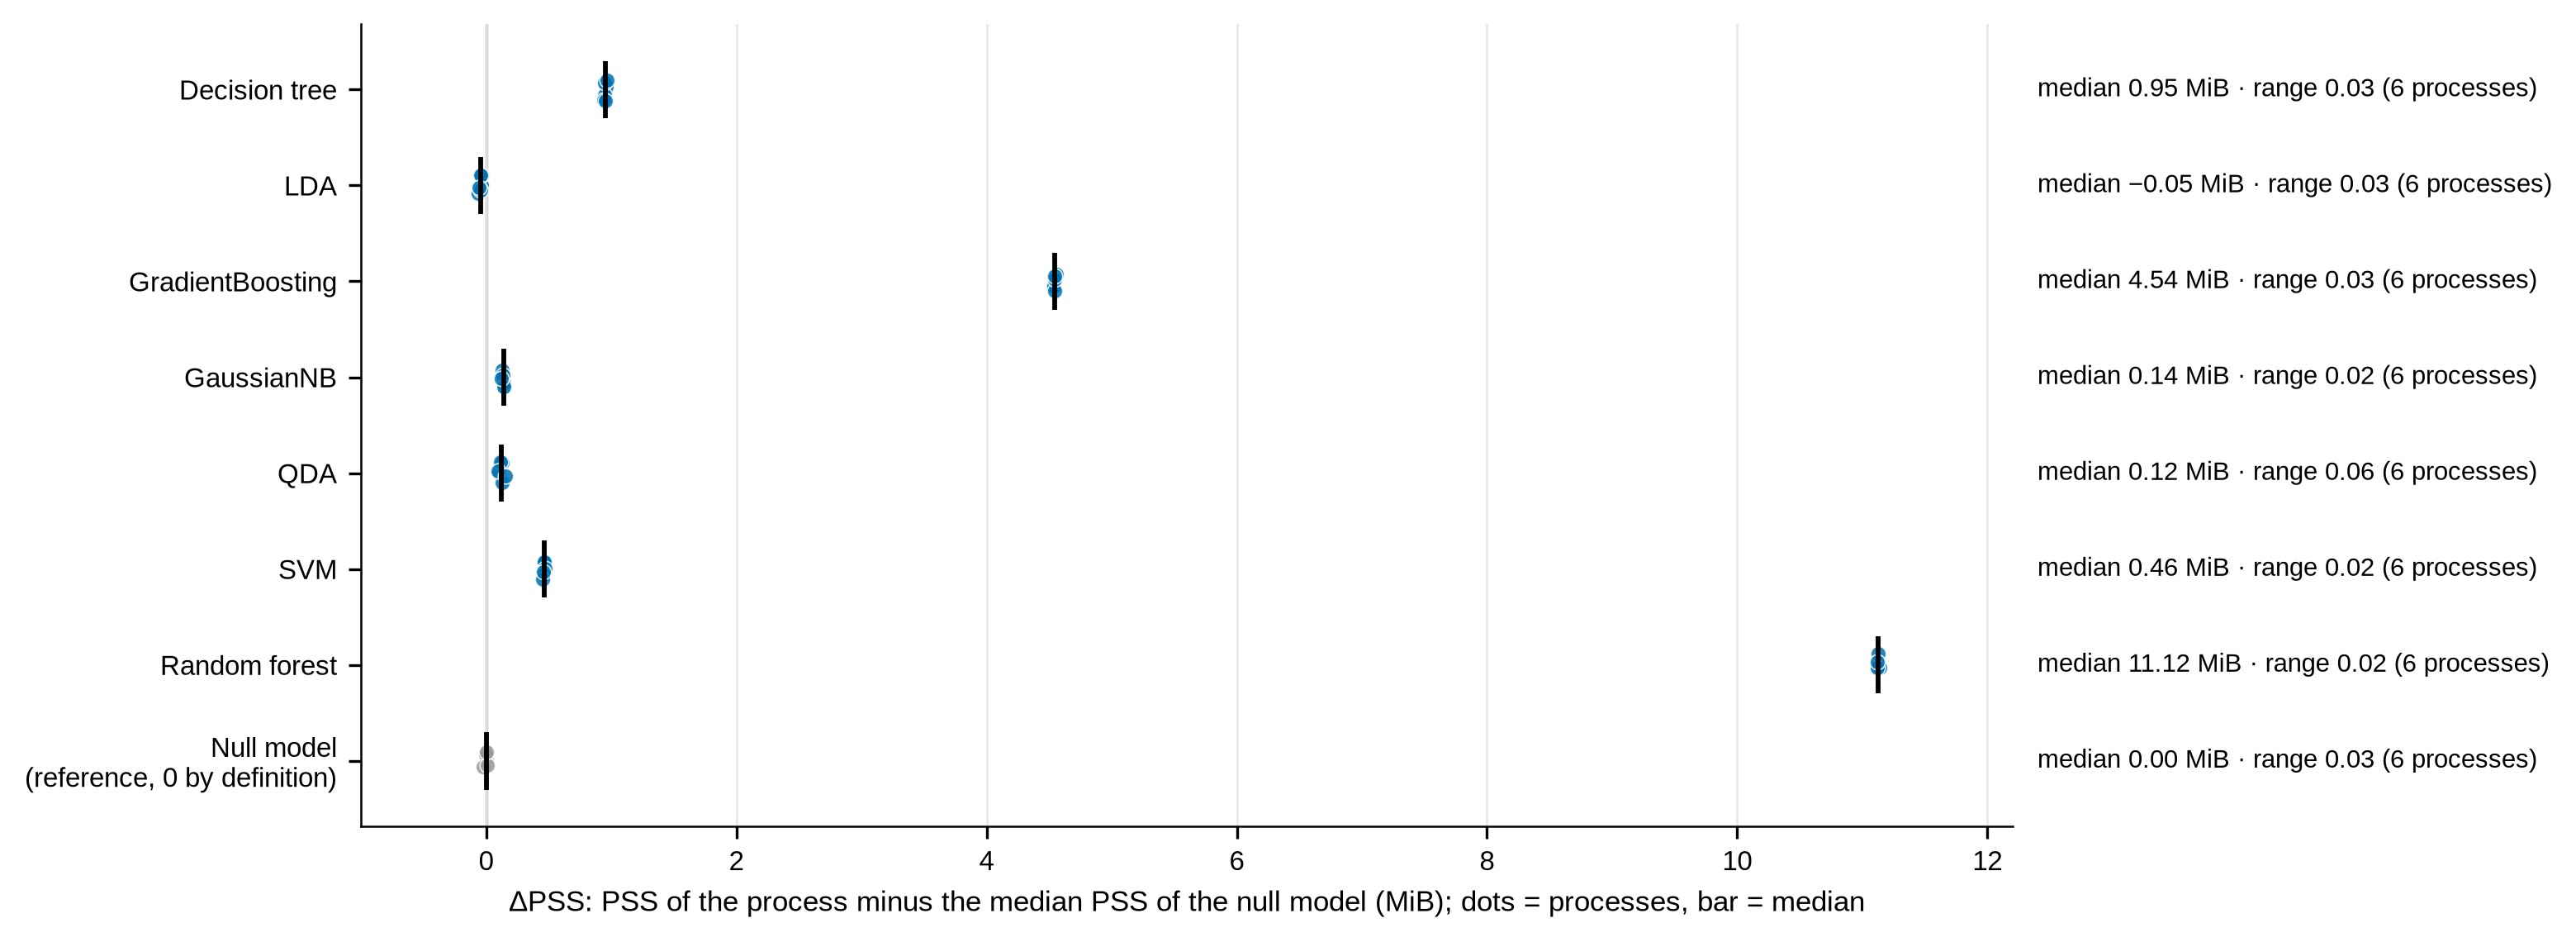 Decision tree
median 0.95 MiB · range 0.03 (6 processes)
LDA
median −0.05 MiB · range 0.03 (6 processes)
GradientBoosting
median 4.54 MiB · range 0.03 (6 processes)
GaussianNB
median 0.14 MiB · range 0.02 (6 processes)
QDA
median 0.12 MiB · range 0.06 (6 processes)
SVM
median 0.46 MiB · range 0.02 (6 processes)
Random forest
median 11.12 MiB · range 0.02 (6 processes)
Null model
(reference, 0 by definition)
median 0.00 MiB · range 0.03 (6 processes)
0 2 4 6 8 10 12
ΔPSS: PSS of the process minus the median PSS of the null model (MiB); dots = processes, bar = median